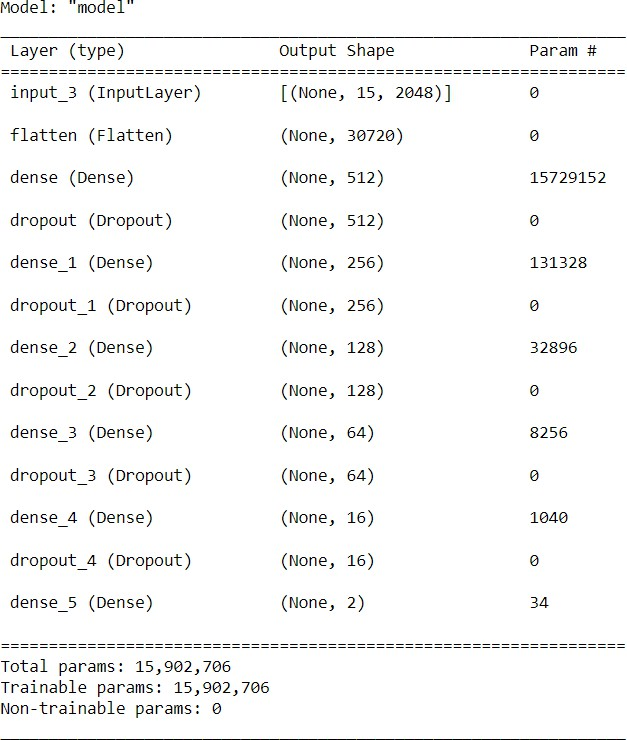 Model: "model"
Layer (type) Output Shape Param #
input_3 (InputLayer) [(None, 15, 2048)] 0
flatten (Flatten) (None, 30720) 0
dense (Dense) (None, 512) 15729152
dropout (Dropout) (None, 512) 0
dense_1 (Dense) (None, 256) 131328
dropout_1 (Dropout) (None, 256) 0
dense_2 (Dense) (None, 128) 32896
dropout_2 (Dropout) (None, 128) 0
dense_3 (Dense) (None, 64) 8256
dropout_3 (Dropout) (None, 64) 0
dense_4 (Dense) (None, 16) 1040
dropout_4 (Dropout) (None, 16) 0
dense_5 (Dense) (None, 2) 34
Total params: 15,902,706
Trainable params: 15,902,706
Non-trainable params: 0